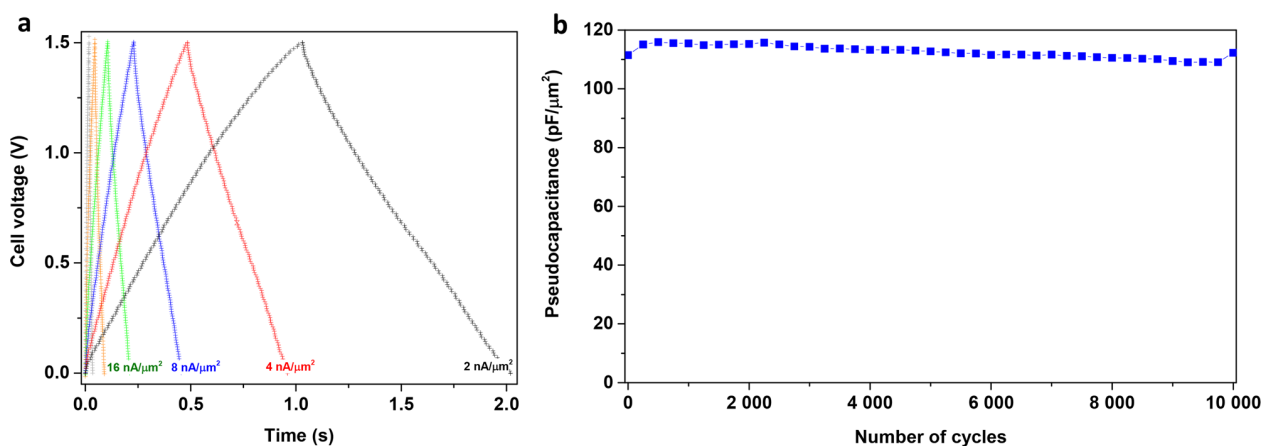 a
1.5
1.0
0.5
0.0
Cell voltage (V)
16 nA/μm²
8 nA/μm²
4 nA/μm²
2 nA/μm²
0.0
0.5
1.0
1.5
2.0
Time (s)
b
120
100
80
60
40
20
0
Pseudocapacitance (pF/μm²)
0
2 000
4 000
6 000
8 000
10 000
Number of cycles